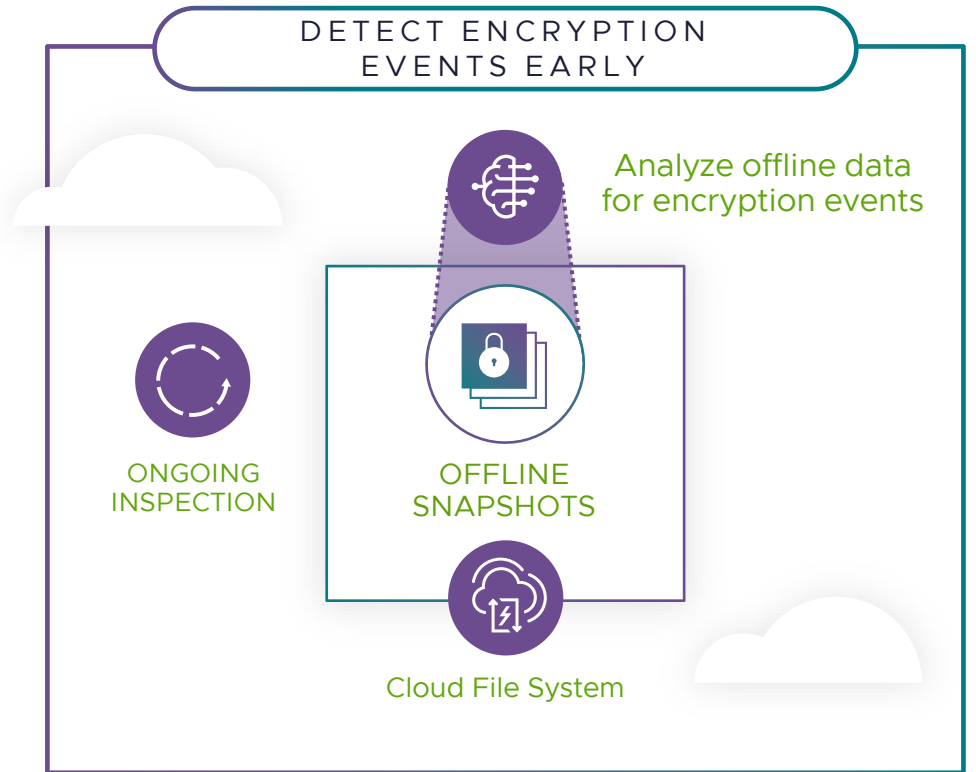 DETECT ENCRYPTION
EVENTS EARLY
Analyze offline data
for encryption events
ONGOING
INSPECTION
OFFLINE
SNAPSHOTS
Cloud File System